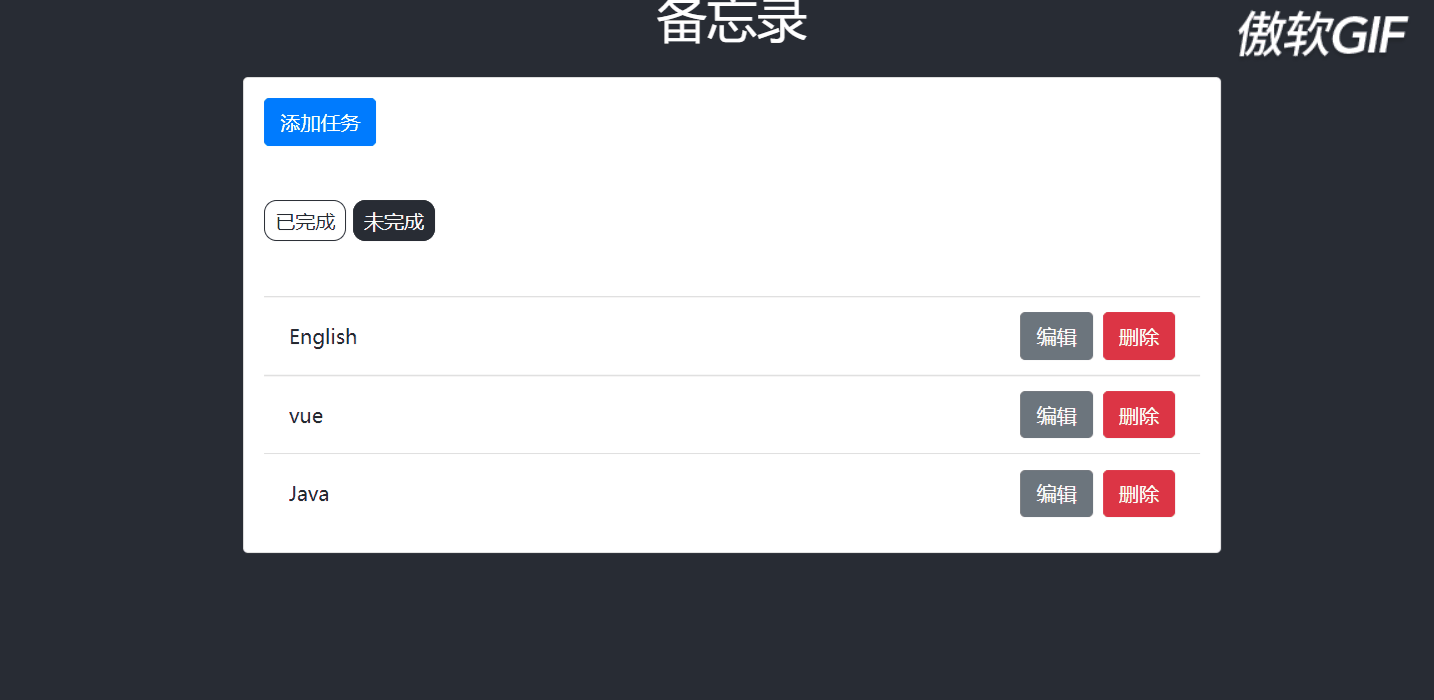 备忘录
傲软GIF
添加任务
已完成 未完成
English 编辑 删除
vue 编辑 删除
Java 编辑 删除